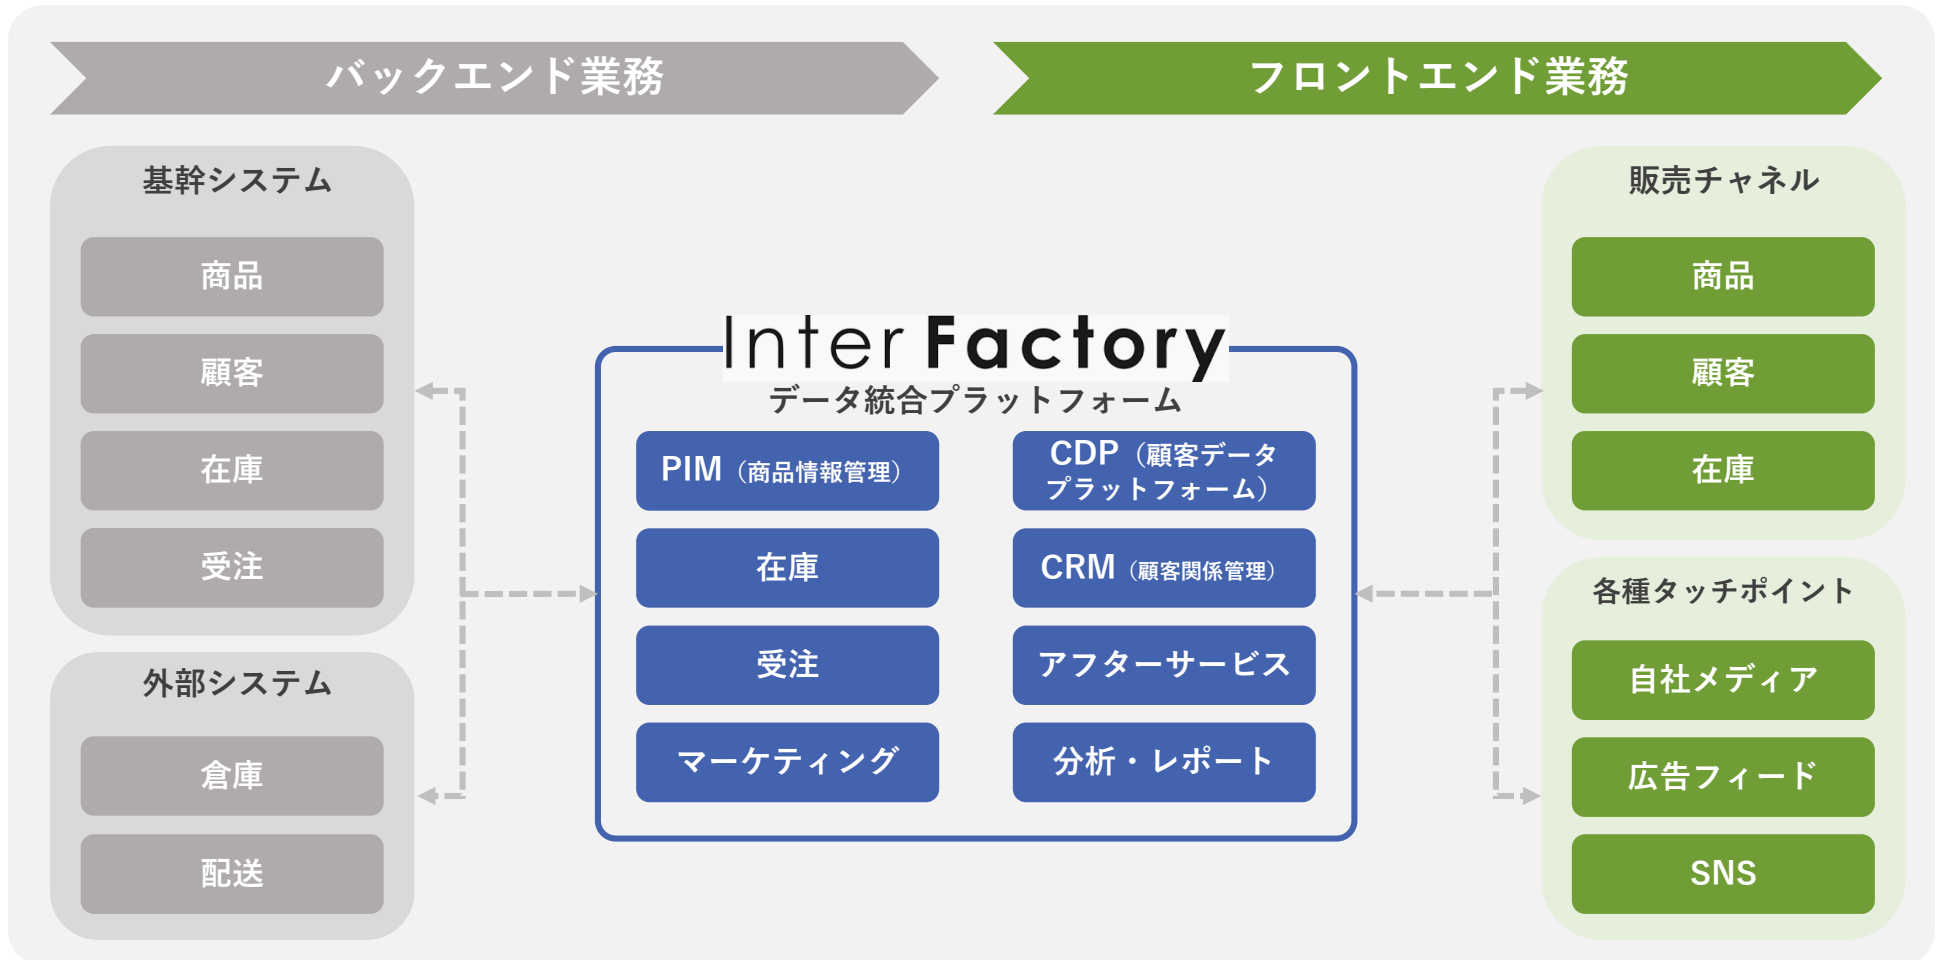 バックエンド業務
フロントエンド業務
基幹システム
商品
顧客
在庫
受注
外部システム
倉庫
配送
Inter Factory
データ統合プラットフォーム
PIM（商品情報管理）
CDP（顧客データ
プラットフォーム）
在庫
CRM（顧客関係管理）
受注
アフターサービス
マーケティング
分析・レポート
販売チャネル
商品
顧客
在庫
各種タッチポイント
自社メディア
広告フィード
SNS